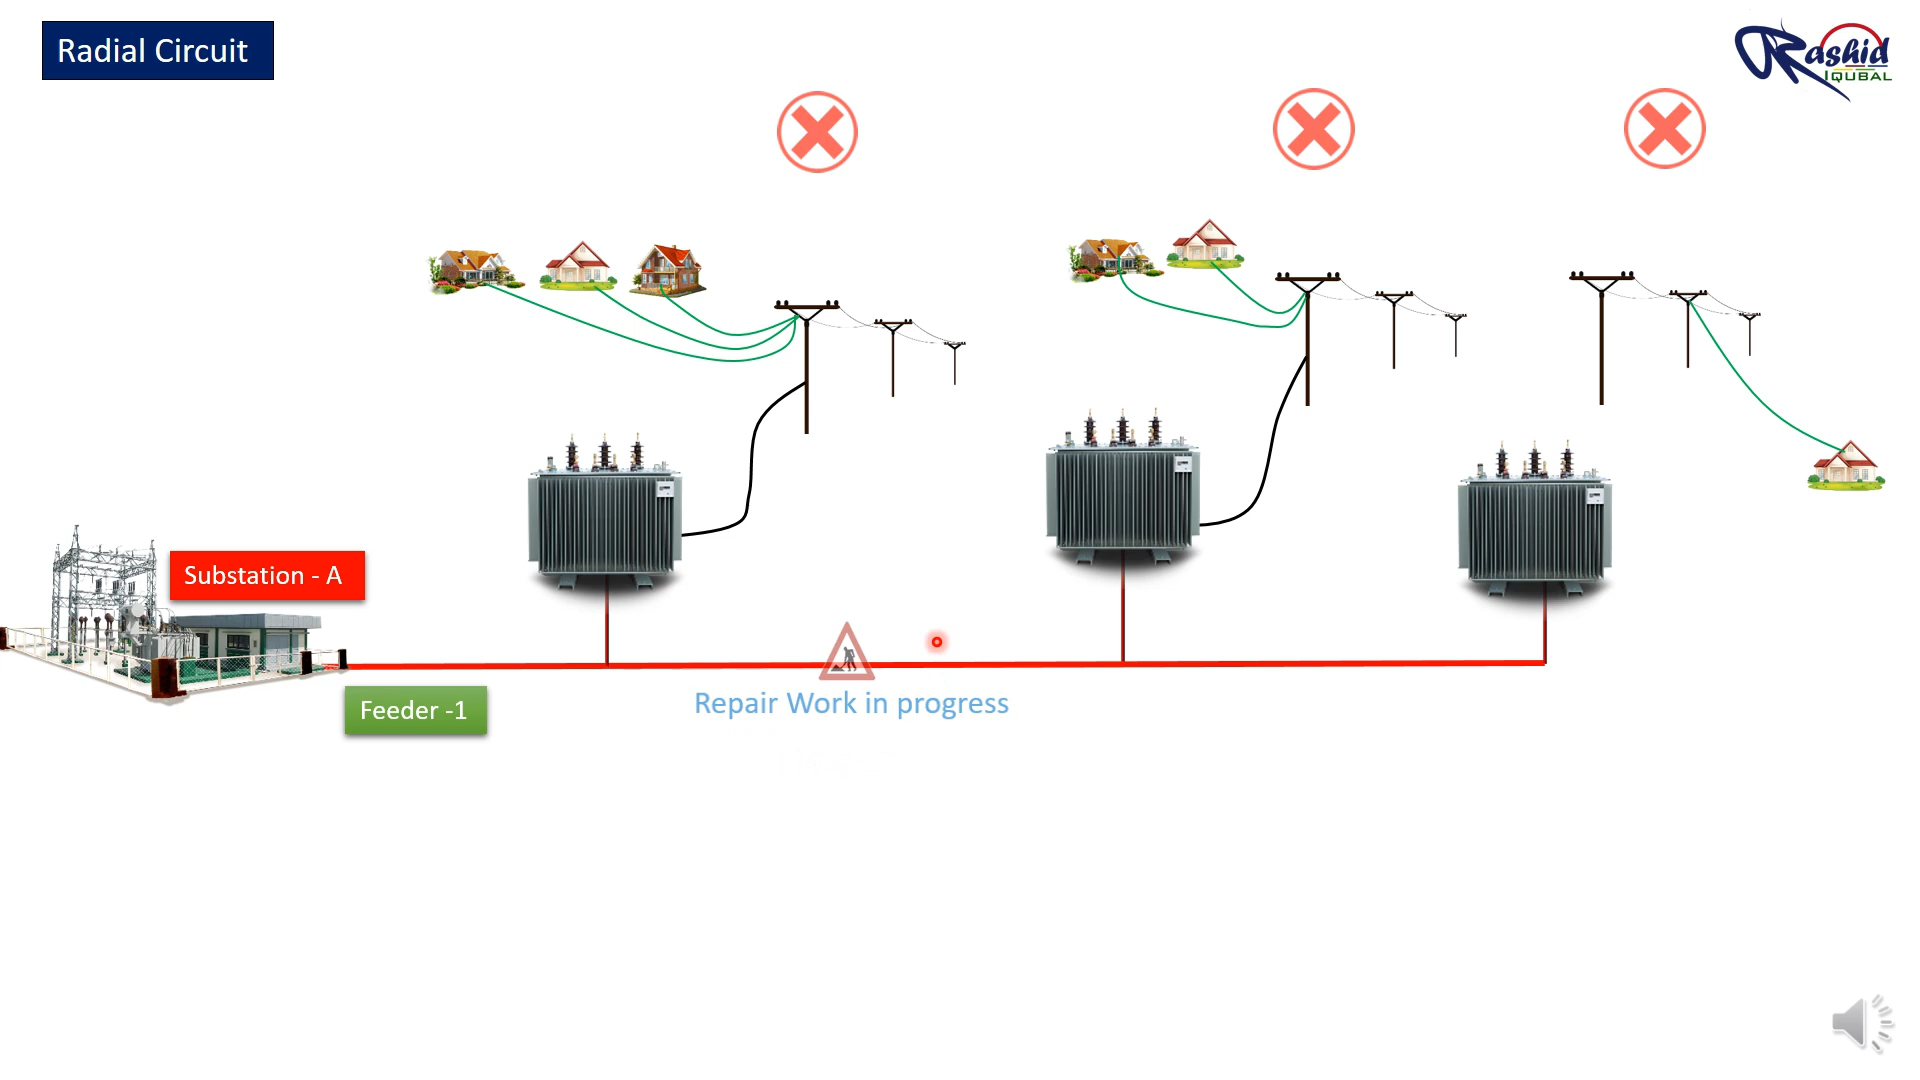 Radial Circuit
Rashid
IQUBAL
Substation - A
Feeder -1
Repair Work in progress